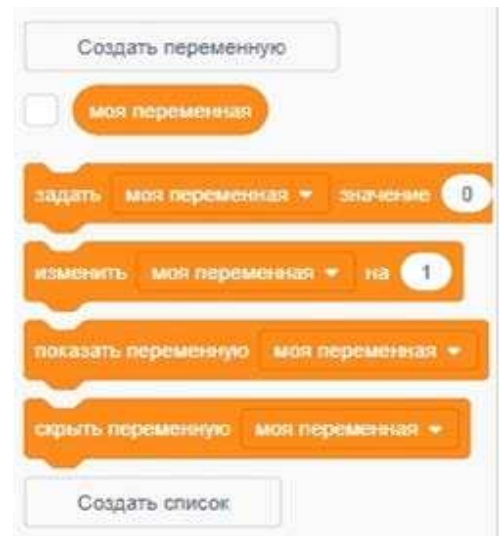 Создать переменную
моя переменная
задать моя переменная значение 0
изменить моя переменная на 1
показать переменную моя переменная
скрыть переменную моя переменная
Создать список